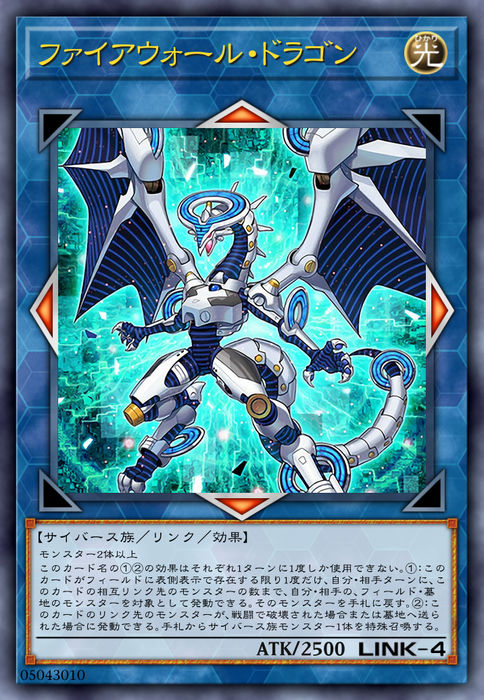 ファイアウォール・ドラゴン
ひかり
光
【サイバース族/リンク/効果】
モンスター2体以上
このカード名の①②の効果はそれぞれ1ターンに1度しか使用できない。①:この
カードがフィールドに表側表示で存在する限り1度だけ、自分・相手ターンに、こ
のカードの相互リンク先のモンスターの数まで、自分・相手の、フィールド・墓
地のモンスターを対象として発動できる。そのモンスターを手札に戻す。②:こ
のカードのリンク先のモンスターが、戦闘で破壊された場合または墓地へ送ら
れた場合に発動できる。手札からサイバース族モンスター1体を特殊召喚する。
ATK/2500 LINK-4
05043010